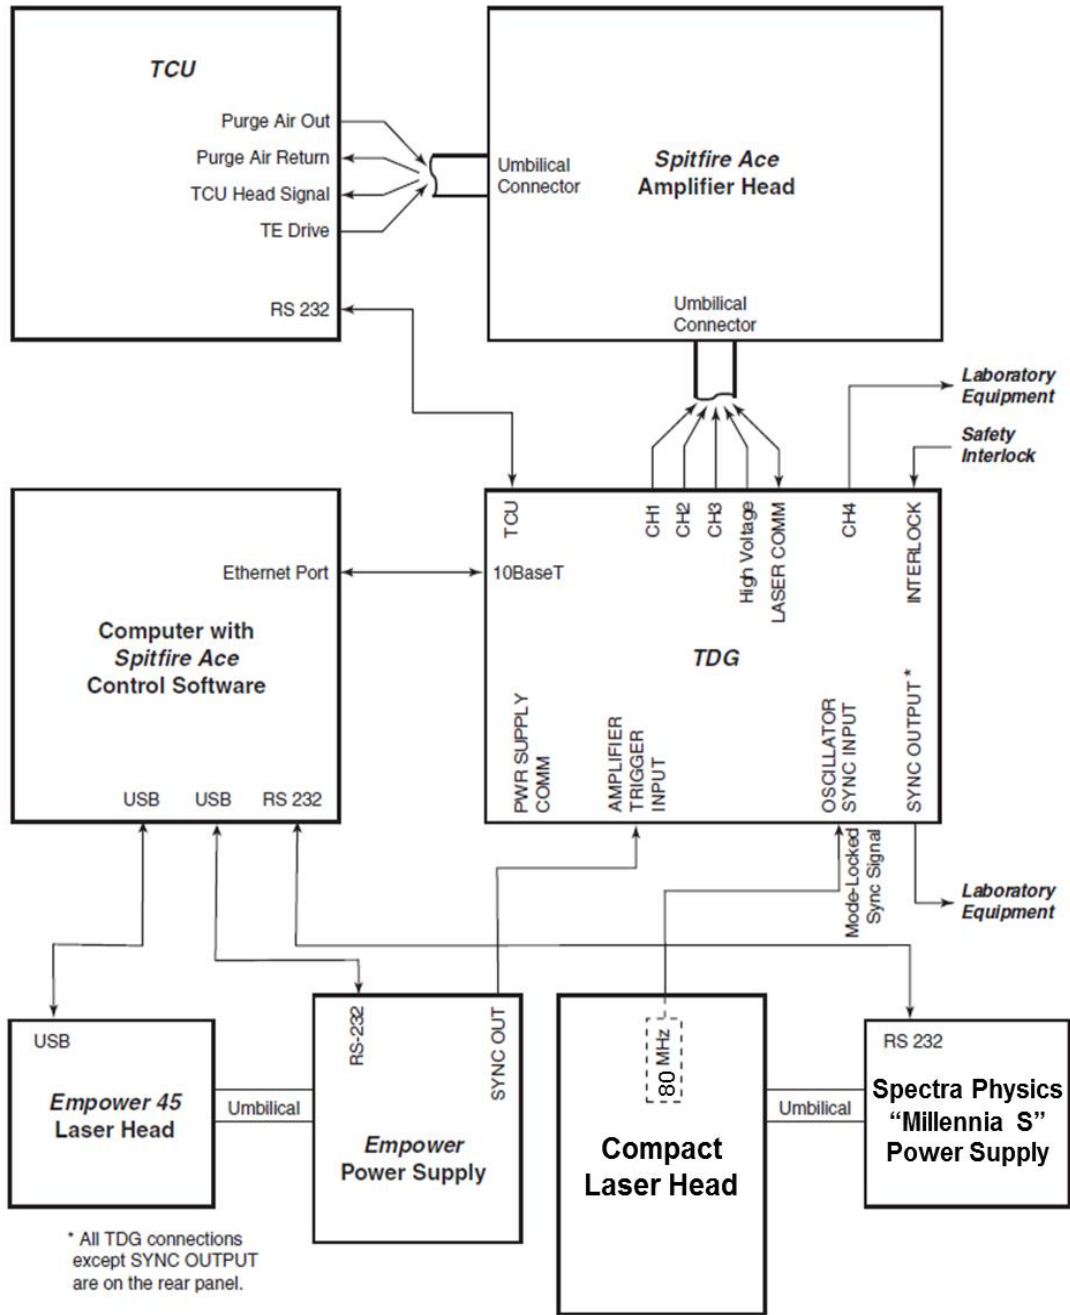 TCU
Purge Air Out
Purge Air Return
TCU Head Signal
TE Drive
RS 232
Umbilical
Connector
Spitfire Ace
Amplifier Head
Umbilical
Connector
Laboratory
Equipment
Safety
Interlock
Ethernet Port
Computer with
Spitfire Ace
Control Software
USB
USB
RS 232
TCU
CH1
CH2
CH3
High Voltage
LASER COMM
CH4
INTERLOCK
10BaseT
TDG
PWR SUPPLY
COMM
AMPLIFIER
TRIGGER
INPUT
OSCILLATOR
SYNC INPUT
SYNC OUTPUT *
Mode-Locked
Sync Signal
Laboratory
Equipment
USB
Empower 45
Laser Head
Umbilical
RS-232
SYNC OUT
Empower
Power Supply
80 MHz
Compact
Laser Head
Umbilical
RS 232
Spectra Physics
“Millennia S”
Power Supply
* All TDG connections
except SYNC OUTPUT
are on the rear panel.